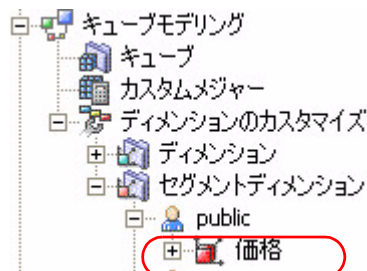 キューブモデリング
キューブ
カスタムメジャー
ディメンションのカスタマイズ
ディメンション
セグメントディメンション
public
価格